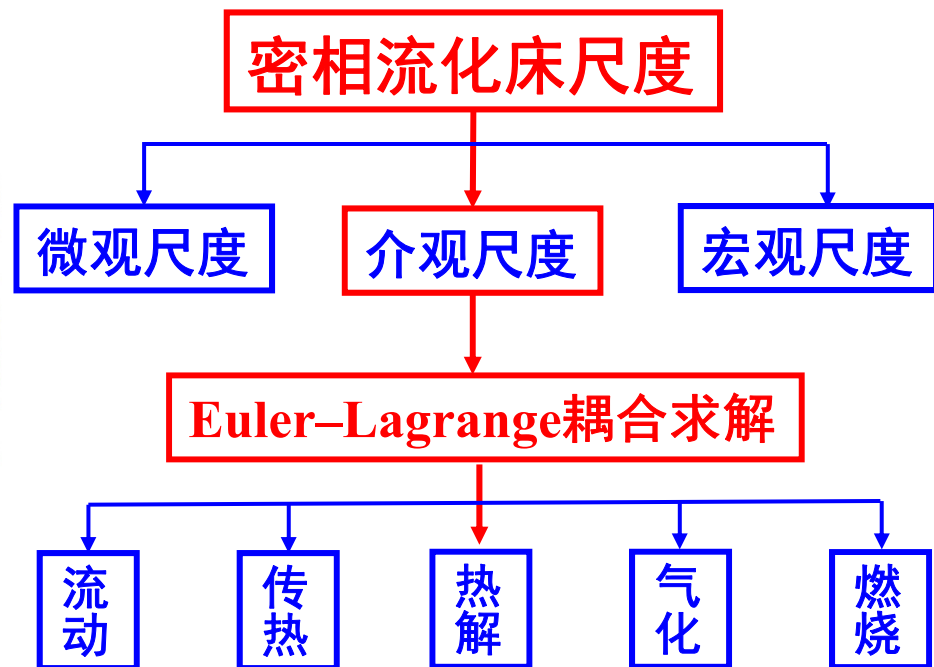 密相流化床尺度
微观尺度
介观尺度
宏观尺度
Euler–Lagrange耦合求解
流动
传热
热解
气化
燃烧